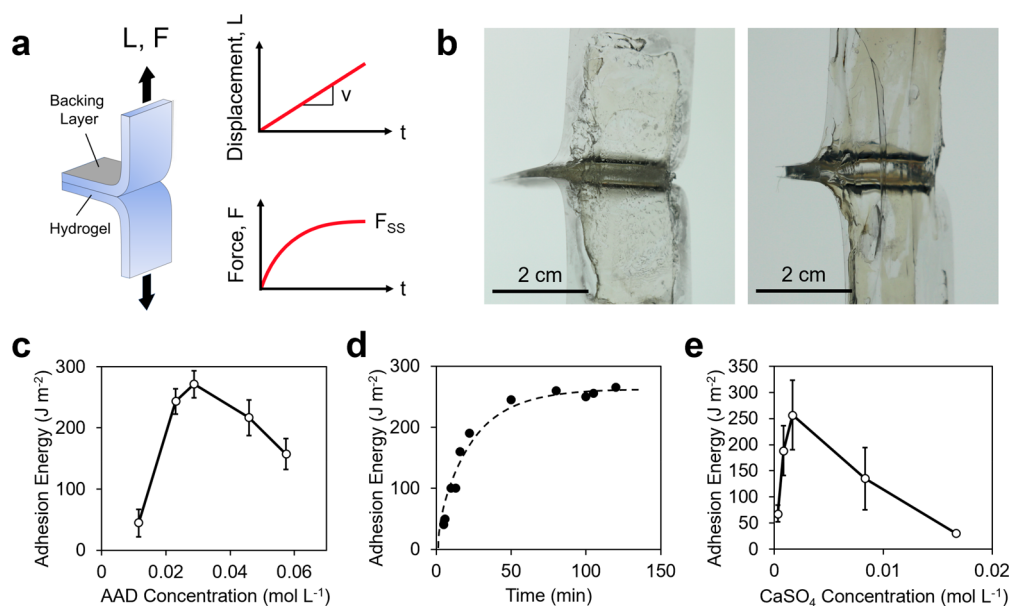 a
L, F
Backing
Layer
Hydrogel
Displacement, L
v
t
Force, F
FSS
t
b
2 cm
2 cm
c
Adhesion Energy (J m-2)
300
200
100
0
0
0.02
0.04
0.06
AAD Concentration (mol L-1)
d
Adhesion Energy (J m-2)
300
200
100
0
0
50
100
150
Time (min)
e
Adhesion Energy (J m-2)
350
300
250
200
150
100
50
0
0
0.01
0.02
CaSO4 Concentration (mol L-1)